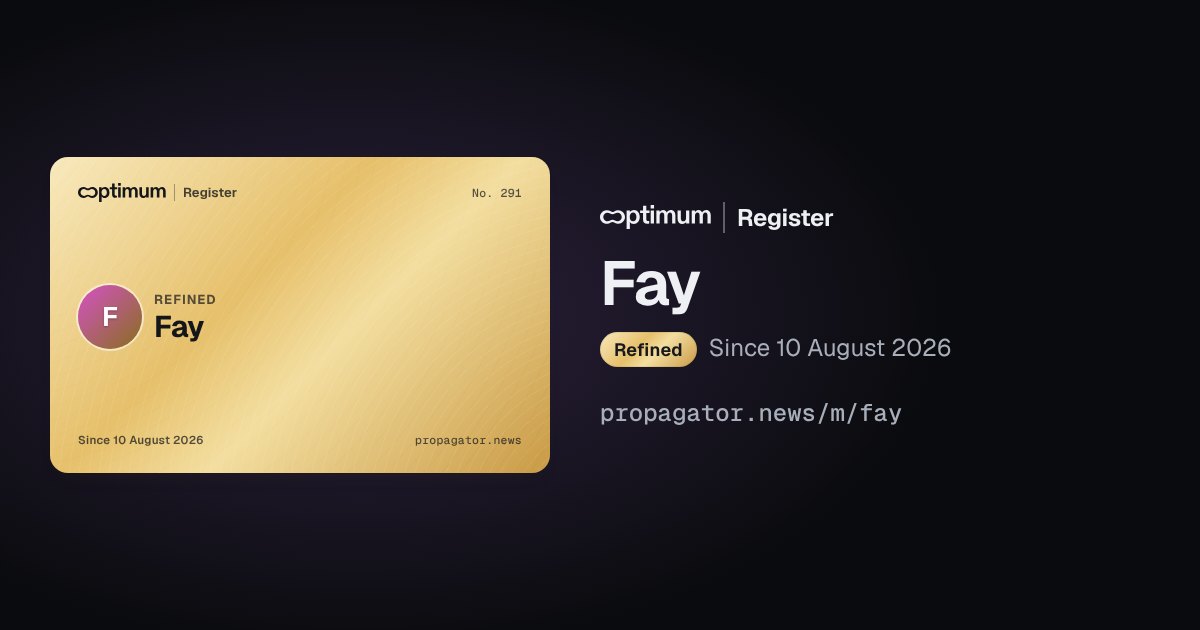 optimum | Register
No. 291
F
REFINED
Fay
Since 10 August 2026
propagator.news
optimum | Register
Fay
Refined
Since 10 August 2026
propagator.news/m/fay